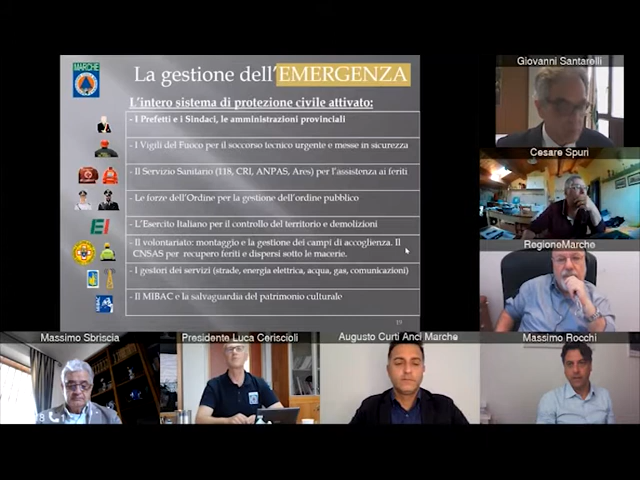 MARCHE
La gestione dell'EMERGENZA
L'intero sistema di protezione civile attivato:
- I Prefetti e i Sindaci, le amministrazioni provinciali
- I Vigili del Fuoco per il soccorso tecnico urgente e messe in sicurezza
- Il Servizio Sanitario (118, CRI, ANPAS, Ares) per l'assistenza ai feriti
- Le forze dell'Ordine per la gestione dell'ordine pubblico
EI
- L'Esercito Italiano per il controllo del territorio e demolizioni
- Il volontariato: montaggio e la gestione dei campi di accoglienza. Il
CNSAS per recupero feriti e dispersi sotto le macerie.
- I gestori dei servizi (strade, energia elettrica, acqua, gas, comunicazioni)
- Il MIBAC e la salvaguardia del patrimonio culturale
19
Giovanni Santarelli
Cesare Spuri
RegioneMarche
Massimo Sbriscia
Presidente Luca Ceriscioli
Augusto Curti Anci Marche
Massimo Rocchi